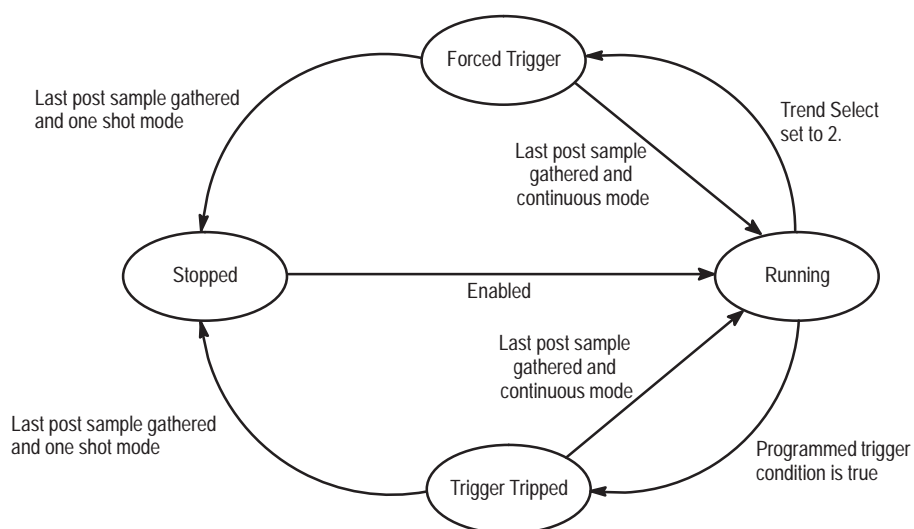 Forced Trigger
Last post sample gathered
and one shot mode
Trend Select
set to 2.
Last post sample
gathered and
continuous mode
Stopped
Enabled
Running
Last post sample
gathered and
continuous mode
Last post sample gathered
and one shot mode
Programmed trigger
condition is true
Trigger Tripped